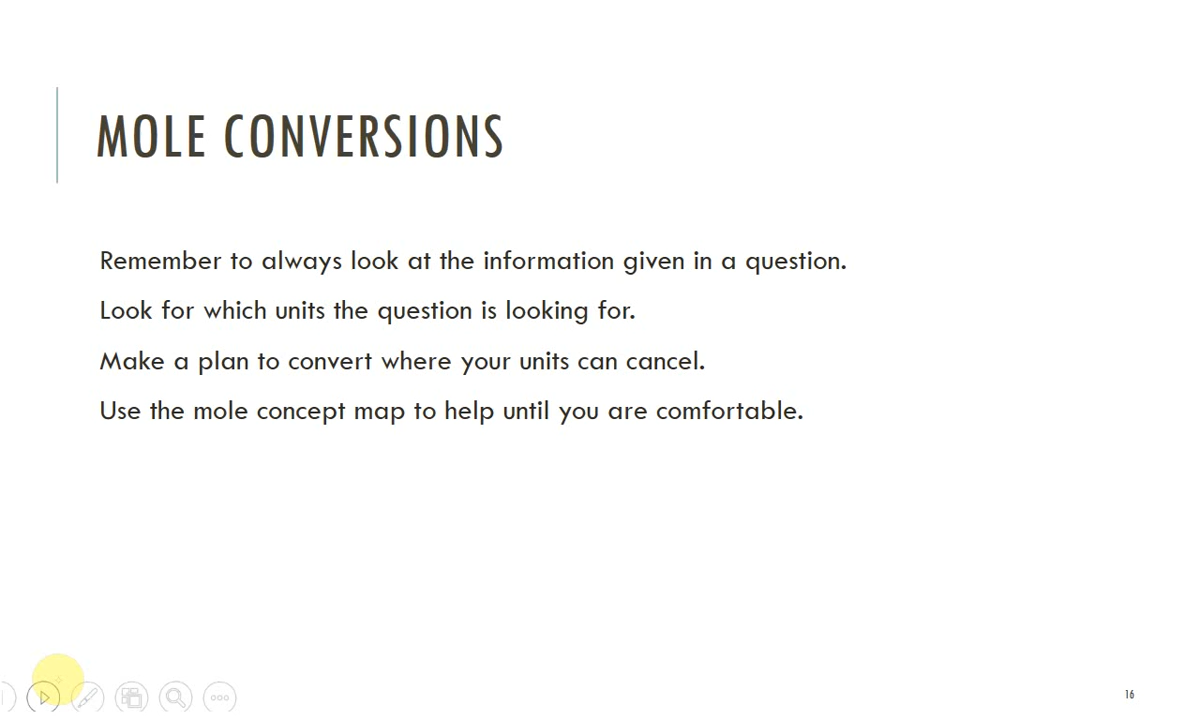 MOLE CONVERSIONS
Remember to always look at the information given in a question.
Look for which units the question is looking for.
Make a plan to convert where your units can cancel.
Use the mole concept map to help until you are comfortable.
16